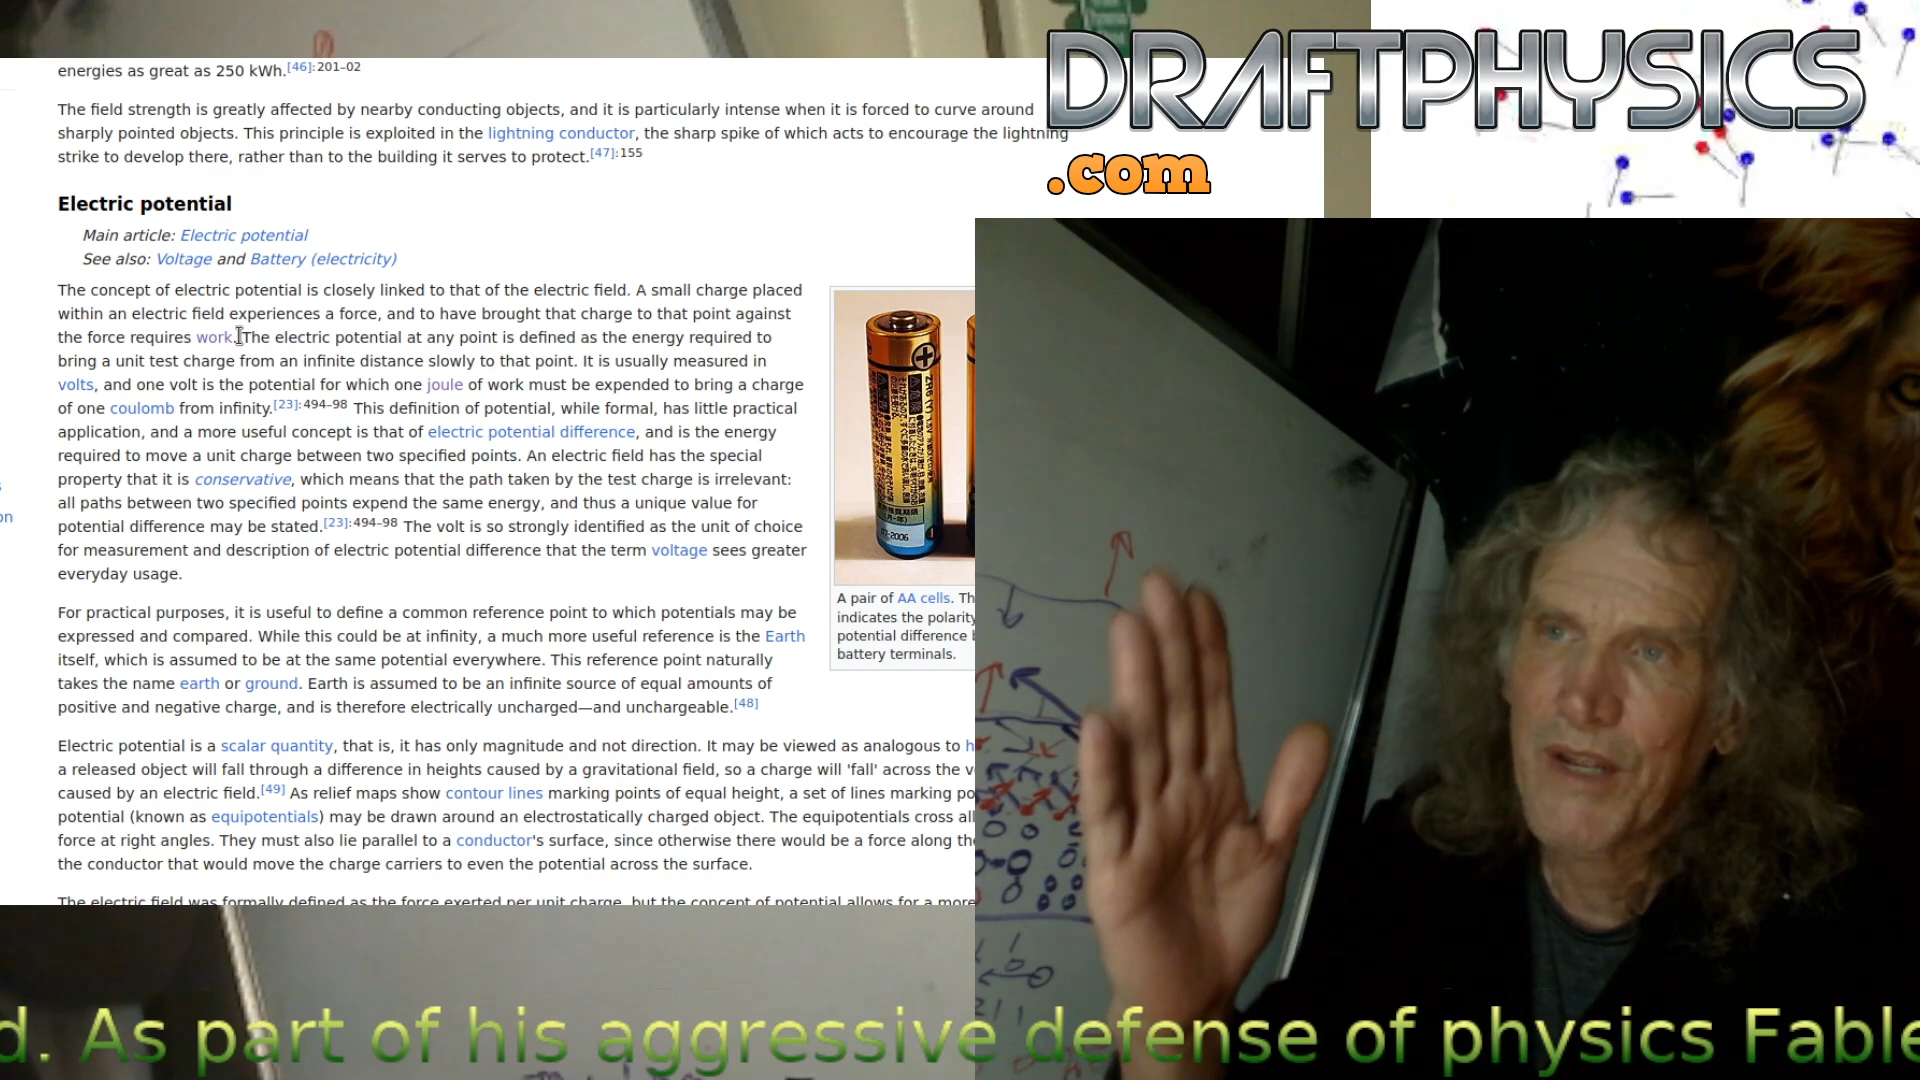 energies as great as 250 kWh.[46]:201–02
The field strength is greatly affected by nearby conducting objects, and it is particularly intense when it is forced to curve around
sharply pointed objects. This principle is exploited in the lightning conductor, the sharp spike of which acts to encourage the lightning
strike to develop there, rather than to the building it serves to protect.[47]:155
DRAFTPHYSICS
.com
Electric potential
Main article: Electric potential
See also: Voltage and Battery (electricity)
The concept of electric potential is closely linked to that of the electric field. A small charge placed
within an electric field experiences a force, and to have brought that charge to that point against
the force requires work. The electric potential at any point is defined as the energy required to
bring a unit test charge from an infinite distance slowly to that point. It is usually measured in
volts, and one volt is the potential for which one joule of work must be expended to bring a charge
of one coulomb from infinity.[23]:494–98 This definition of potential, while formal, has little practical
application, and a more useful concept is that of electric potential difference, and is the energy
required to move a unit charge between two specified points. An electric field has the special
property that it is conservative, which means that the path taken by the test charge is irrelevant:
all paths between two specified points expend the same energy, and thus a unique value for
potential difference may be stated.[23]:494–98 The volt is so strongly identified as the unit of choice
for measurement and description of electric potential difference that the term voltage sees greater
everyday usage.
A pair of AA cells. Th
indicates the polarity
potential difference b
battery terminals.
For practical purposes, it is useful to define a common reference point to which potentials may be
expressed and compared. While this could be at infinity, a much more useful reference is the Earth
itself, which is assumed to be at the same potential everywhere. This reference point naturally
takes the name earth or ground. Earth is assumed to be an infinite source of equal amounts of
positive and negative charge, and is therefore electrically uncharged—and unchargeable.[48]
Electric potential is a scalar quantity, that is, it has only magnitude and not direction. It may be viewed as analogous to h
a released object will fall through a difference in heights caused by a gravitational field, so a charge will 'fall' across the v
caused by an electric field.[49] As relief maps show contour lines marking points of equal height, a set of lines marking po
potential (known as equipotentials) may be drawn around an electrostatically charged object. The equipotentials cross all
force at right angles. They must also lie parallel to a conductor's surface, since otherwise there would be a force along the
the conductor that would move the charge carriers to even the potential across the surface.
The electric field was formally defined as the force exerted per unit charge, but the concept of potential allows for a more
d. As part of his aggressive defense of physics Fable